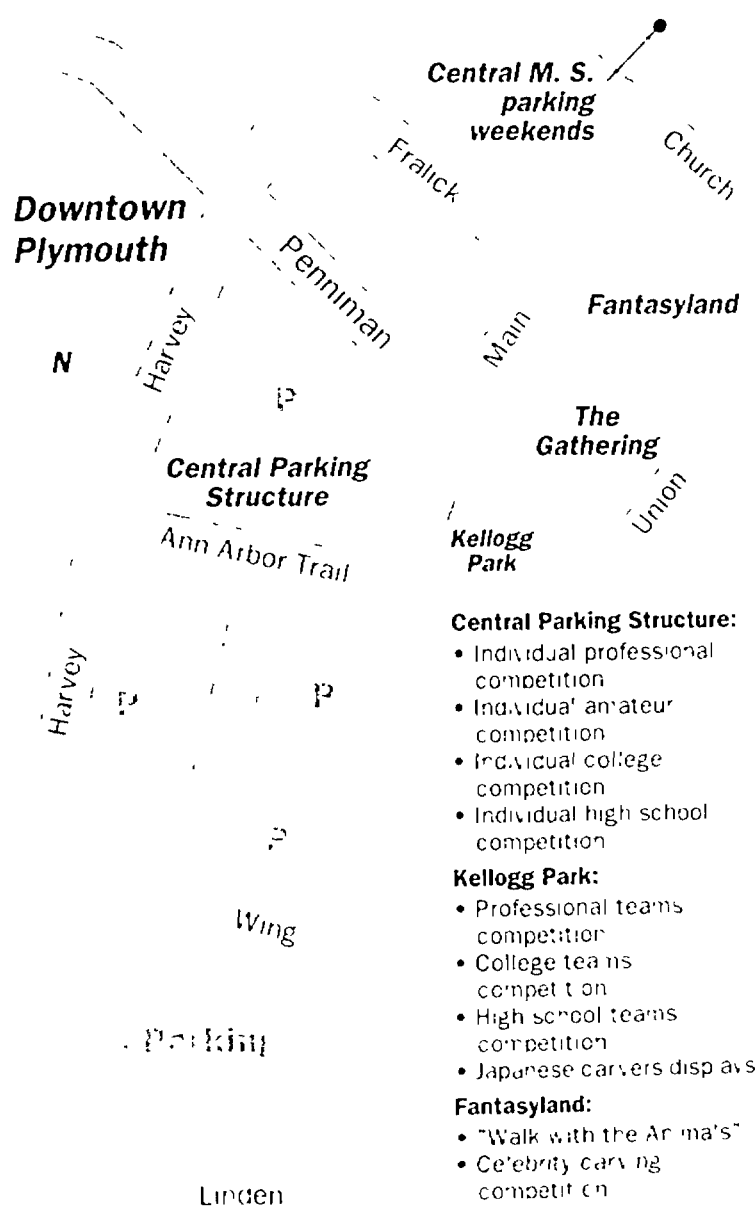 Central M. S.
parking
weekends
Church
Fralick
Downtown
Plymouth
Penniman
Harvey
Main
Fantasyland
N
P
The
Gathering
Central Parking
Structure
Union
Ann Arbor Trail
Kellogg
Park
Harvey
P
P
P
Wing
Parking
Linden
Central Parking Structure:
• Individual professional
competition
• Individual amateur
competition
• Individual college
competition
• Individual high school
competition
Kellogg Park:
• Professional teams
competition
• College teams
competition
• High school teams
competition
• Japanese carvers displays
Fantasyland:
• "Walk with the Animals"
• Celebrity carving
competition